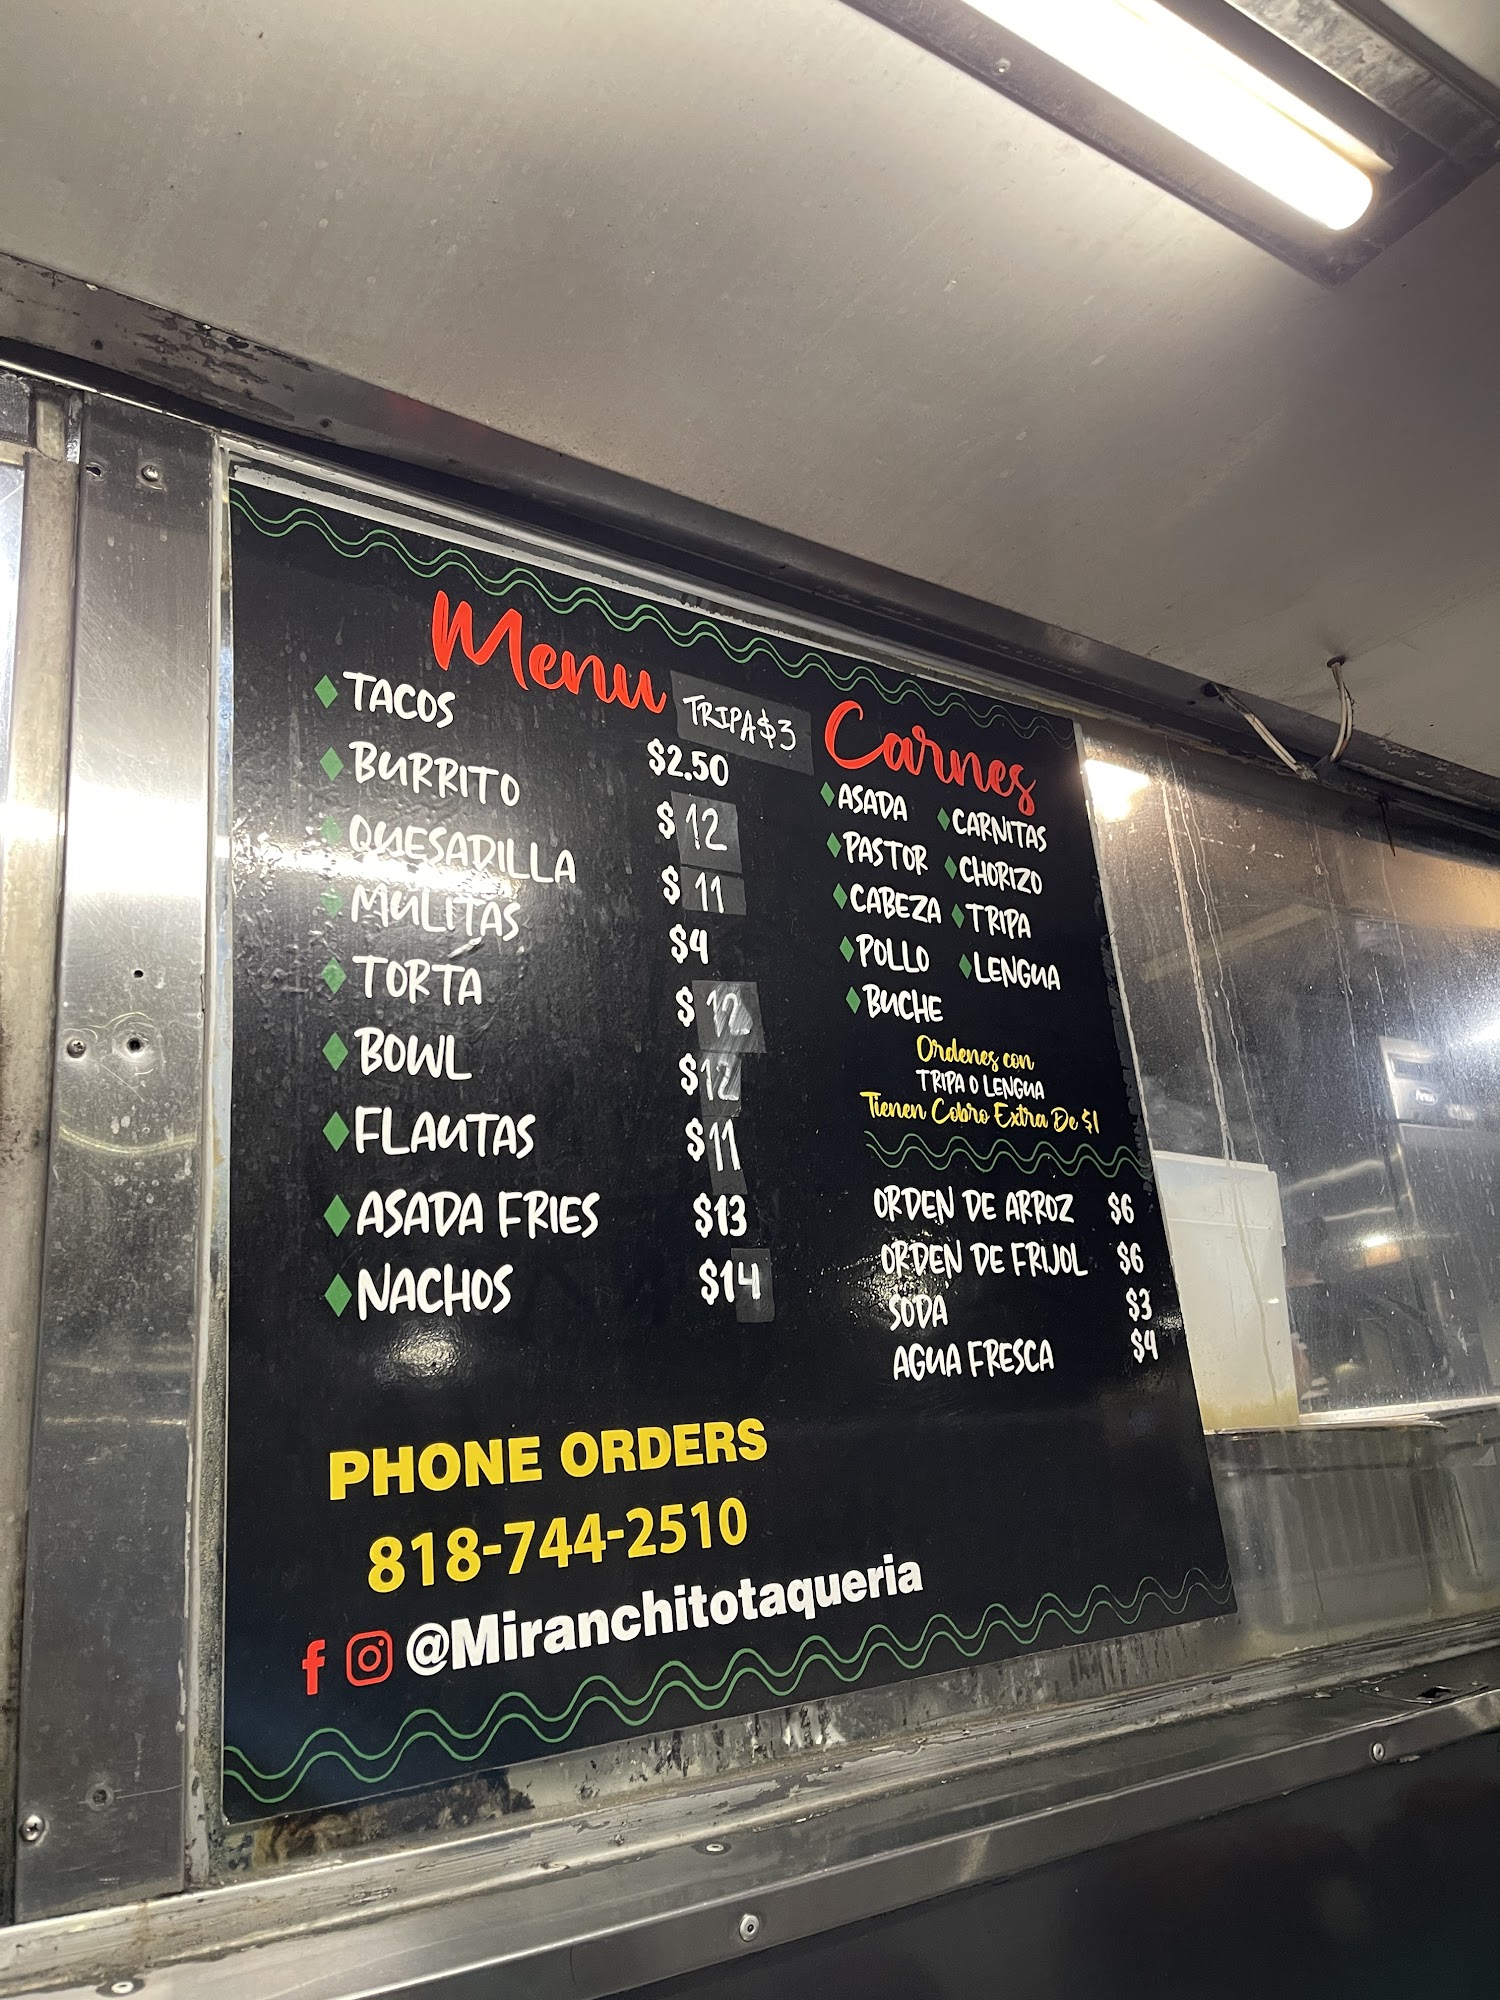 Menu
TRIPA $3
TACOS $2.50
BURRITO $12
QUESADILLA $11
MULITAS $4
TORTA $12
BOWL $12
FLAUTAS $11
ASADA FRIES $13
NACHOS $14
Carnes
ASADA CARNITAS
PASTOR CHORIZO
CABEZA TRIPA
POLLO LENGUA
BUCHE
Ordenes con
TRIPA O LENGUA
Tienen Cobro Extra De $1
ORDEN DE ARROZ $6
ORDEN DE FRIJOL $6
SODA $3
AGUA FRESCA $4
PHONE ORDERS
818-744-2510
@Miranchitotaqueria